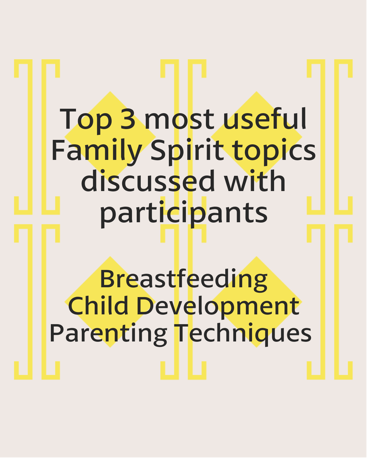 Top 3 most useful
Family Spirit topics
discussed with
participants
Breastfeeding
Child Development
Parenting Techniques